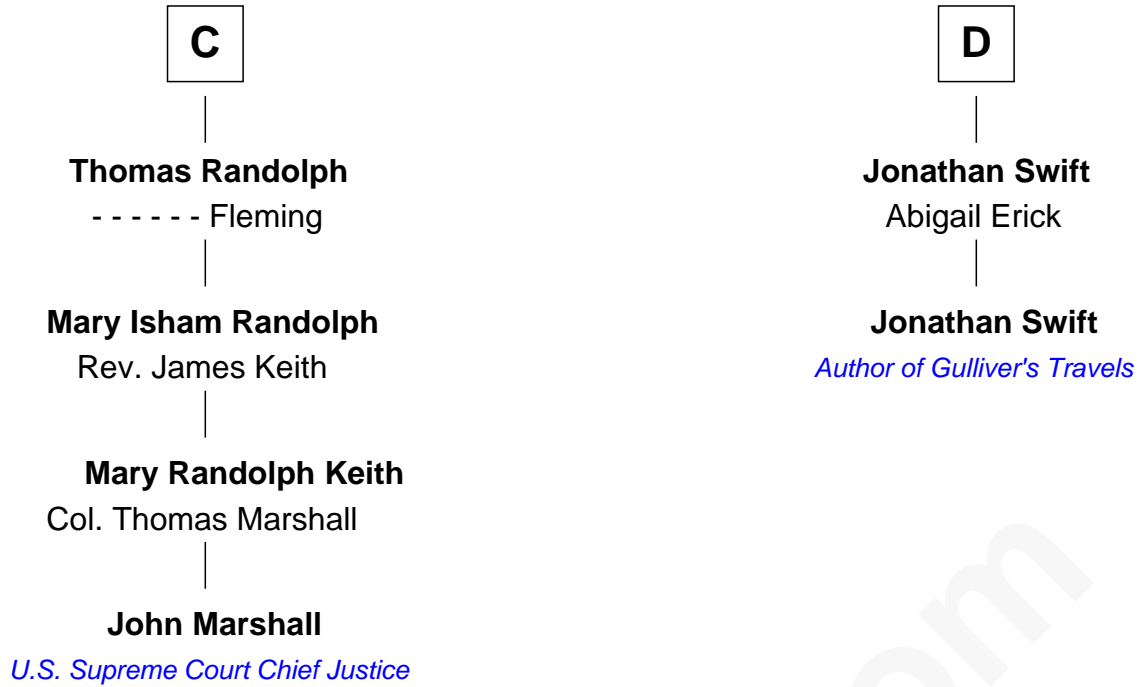 C
Thomas Randolph
- - - - - - Fleming
Mary Isham Randolph
Rev. James Keith
Mary Randolph Keith
Col. Thomas Marshall
John Marshall
U.S. Supreme Court Chief Justice
D
Jonathan Swift
Abigail Erick
Jonathan Swift
Author of Gulliver's Travels
om